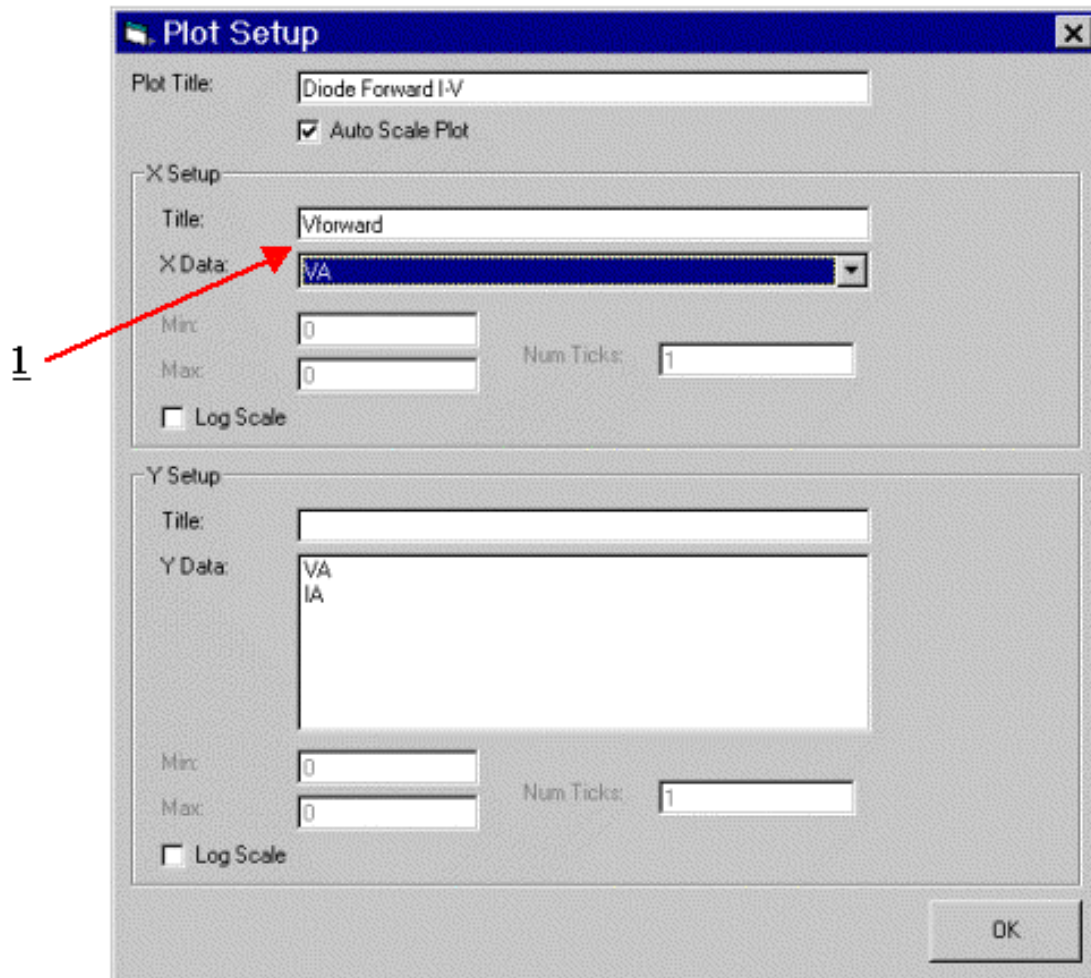 Plot Setup
Plot Title: Diode Forward I-V
Auto Scale Plot
X Setup
Title: Vforward
X Data: VA
Min: 0
Num Ticks: 1
Max: 0
1
Log Scale
Y Setup
Title:
Y Data: VA
IA
Min: 0
Num Ticks: 1
Max: 0
Log Scale
OK